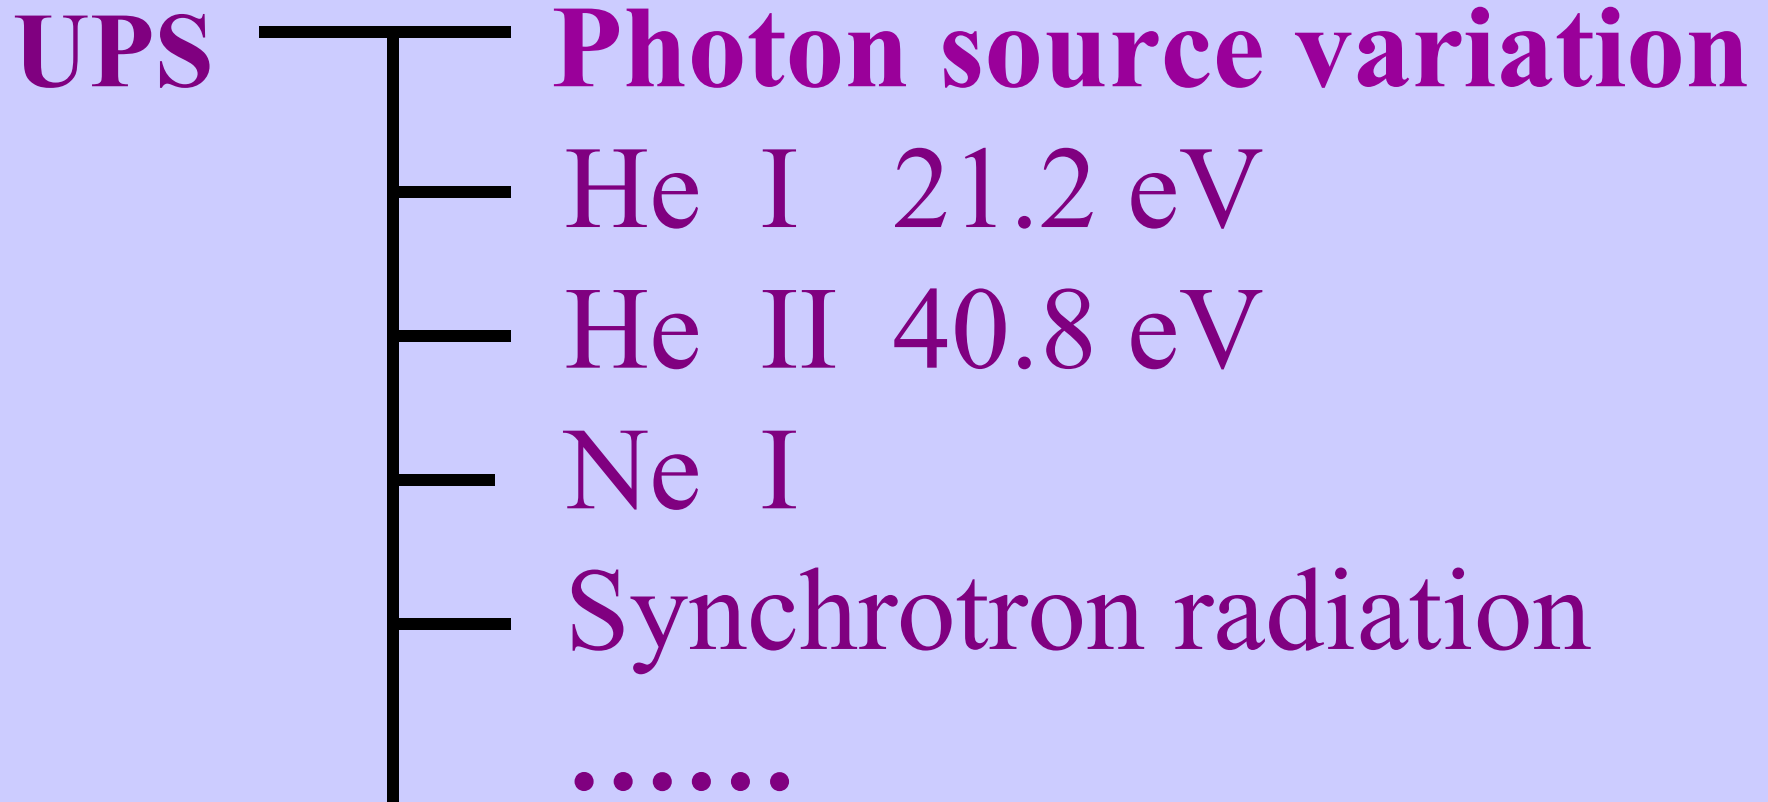 UPS Photon source variation
He I 21.2 eV
He II 40.8 eV
Ne I
Synchrotron radiation
......